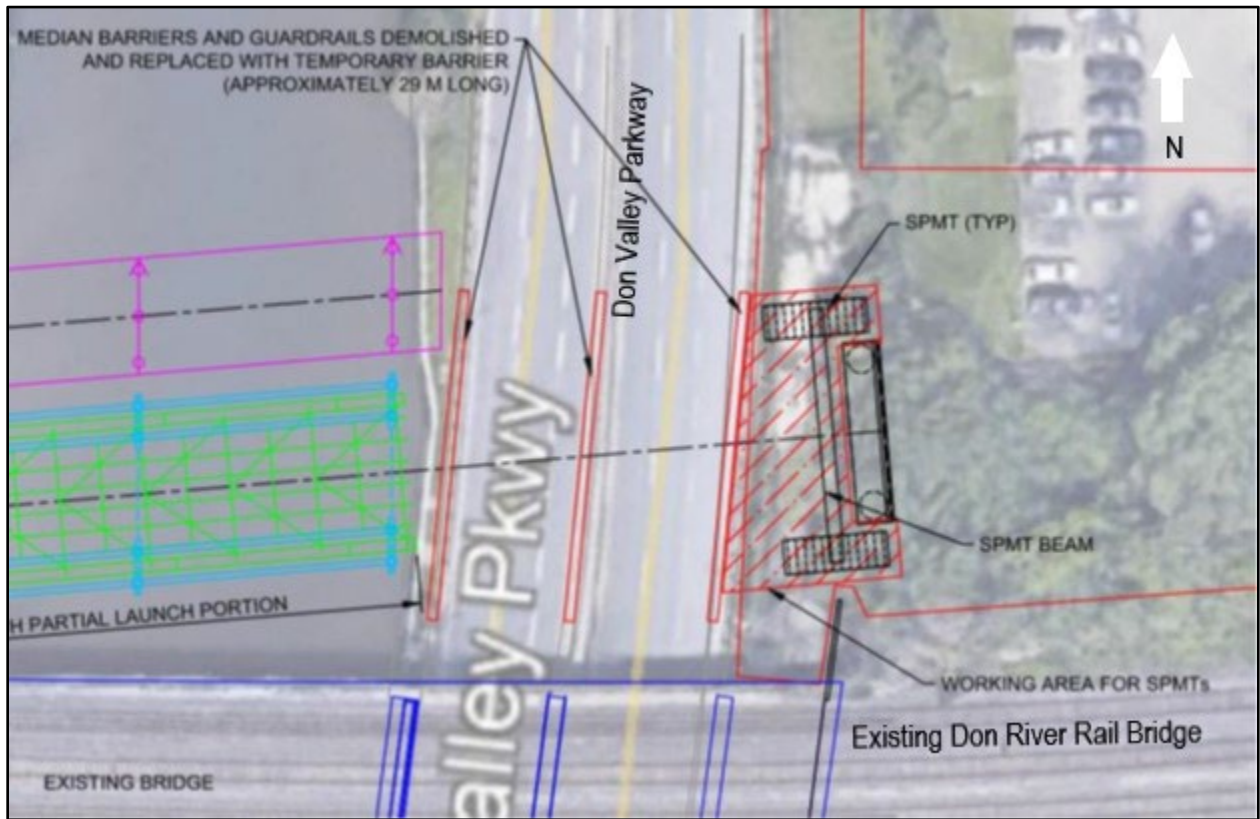 MEDIAN BARRIERS AND GUARDRAILS DEMOLISHED
AND REPLACED WITH TEMPORARY BARRIER
(APPROXIMATELY 29 M LONG)
Don Valley Parkway
N
SPMT (TYP)
SPMT BEAM
H PARTIAL LAUNCH PORTION
WORKING AREA FOR SPMTs
Existing Don River Rail Bridge
EXISTING BRIDGE
alley Pkwy